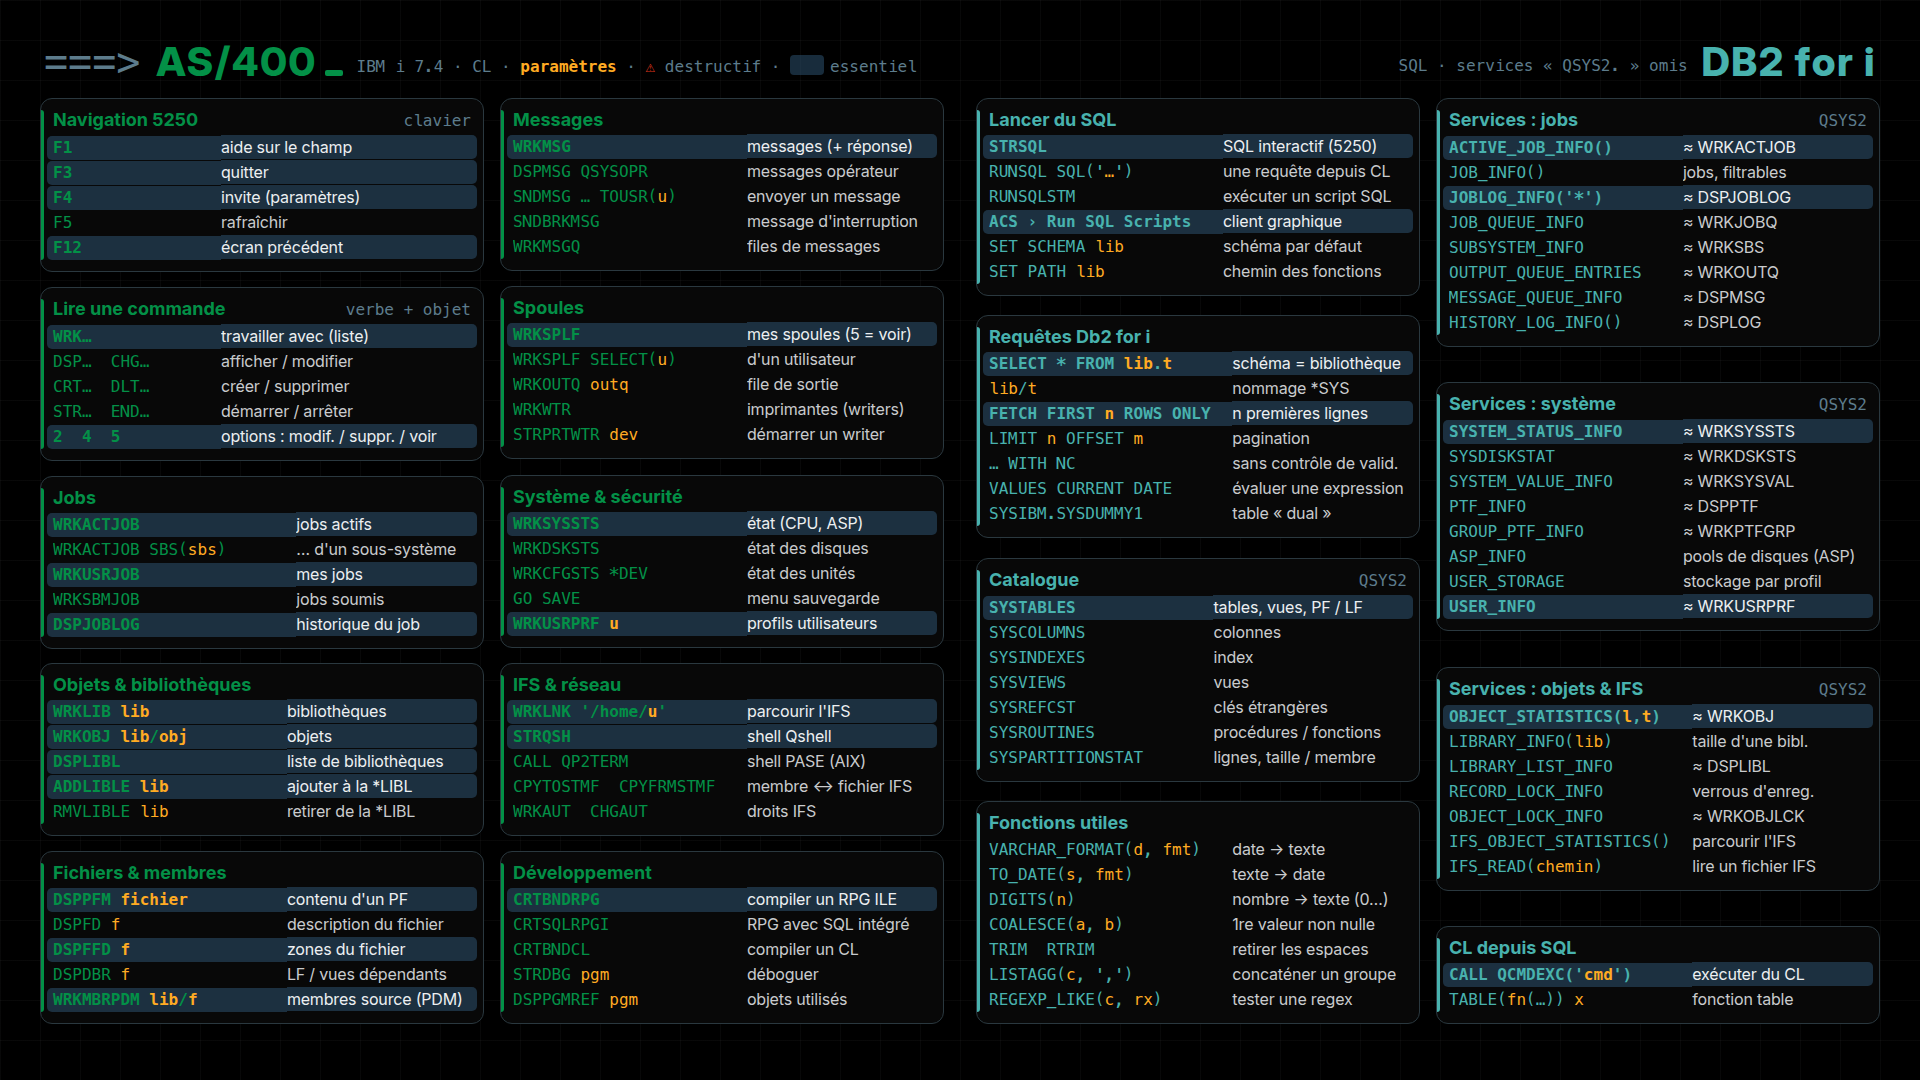 ===> AS/400 _ IBM i 7.4 · CL · paramètres · ⚠ destructif · essentiel
SQL · services « QSYS2. » omis DB2 for i
Navigation 5250 clavier
F1 aide sur le champ
F3 quitter
F4 invite (paramètres)
F5 rafraîchir
F12 écran précédent
Lire une commande verbe + objet
WRK… travailler avec (liste)
DSP… CHG… afficher / modifier
CRT… DLT… créer / supprimer
STR… END… démarrer / arrêter
2 4 5 options : modif. / suppr. / voir
Jobs
WRKACTJOB jobs actifs
WRKACTJOB SBS(sbs) … d'un sous-système
WRKUSRJOB mes jobs
WRKSBMJOB jobs soumis
DSPJOBLOG historique du job
Objets & bibliothèques
WRKLIB lib bibliothèques
WRKOBJ lib/obj objets
DSPLIBL liste de bibliothèques
ADDLIBLE lib ajouter à la *LIBL
RMVLIBLE lib retirer de la *LIBL
Fichiers & membres
DSPPFM fichier contenu d'un PF
DSPFD f description du fichier
DSPFFD f zones du fichier
DSPDBR f LF / vues dépendants
WRKMBRPDM lib/f membres source (PDM)
Messages
WRKMSG messages (+ réponse)
DSPMSG QSYSOPR messages opérateur
SNDMSG … TOUSR(u) envoyer un message
SNDBRKMSG message d'interruption
WRKMSGQ files de messages
Spoules
WRKSPLF mes spoules (5 = voir)
WRKSPLF SELECT(u) d'un utilisateur
WRKOUTQ outq file de sortie
WRKWTR imprimantes (writers)
STRPRTWTR dev démarrer un writer
Système & sécurité
WRKSYSSTS état (CPU, ASP)
WRKDSKSTS état des disques
WRKCFGSTS *DEV état des unités
GO SAVE menu sauvegarde
WRKUSRPRF u profils utilisateurs
IFS & réseau
WRKLNK '/home/u' parcourir l'IFS
STRQSH shell Qshell
CALL QP2TERM shell PASE (AIX)
CPYTOSTMF CPYFRMSTMF membre ↔ fichier IFS
WRKAUT CHGAUT droits IFS
Développement
CRTBNDRPG compiler un RPG ILE
CRTSQLRPGI RPG avec SQL intégré
CRTBNDCL compiler un CL
STRDBG pgm déboguer
DSPPGMREF pgm objets utilisés
Lancer du SQL
STRSQL SQL interactif (5250)
RUNSQL SQL('…') une requête depuis CL
RUNSQLSTM exécuter un script SQL
ACS › Run SQL Scripts client graphique
SET SCHEMA lib schéma par défaut
SET PATH lib chemin des fonctions
Requêtes Db2 for i
SELECT * FROM lib.t schéma = bibliothèque
lib/t nommage *SYS
FETCH FIRST n ROWS ONLY n premières lignes
LIMIT n OFFSET m pagination
… WITH NC sans contrôle de valid.
VALUES CURRENT DATE évaluer une expression
SYSIBM.SYSDUMMY1 table « dual »
Catalogue QSYS2
SYSTABLES tables, vues, PF / LF
SYSCOLUMNS colonnes
SYSINDEXES index
SYSVIEWS vues
SYSREFCST clés étrangères
SYSROUTINES procédures / fonctions
SYSPARTITIONSTAT lignes, taille / membre
Fonctions utiles
VARCHAR_FORMAT(d, fmt) date → texte
TO_DATE(s, fmt) texte → date
DIGITS(n) nombre → texte (0…)
COALESCE(a, b) 1re valeur non nulle
TRIM RTRIM retirer les espaces
LISTAGG(c, ',') concaténer un groupe
REGEXP_LIKE(c, rx) tester une regex
Services : jobs QSYS2
ACTIVE_JOB_INFO() ≈ WRKACTJOB
JOB_INFO() jobs, filtrables
JOBLOG_INFO('*') ≈ DSPJOBLOG
JOB_QUEUE_INFO ≈ WRKJOBQ
SUBSYSTEM_INFO ≈ WRKSBS
OUTPUT_QUEUE_ENTRIES ≈ WRKOUTQ
MESSAGE_QUEUE_INFO ≈ DSPMSG
HISTORY_LOG_INFO() ≈ DSPLOG
Services : système QSYS2
SYSTEM_STATUS_INFO ≈ WRKSYSSTS
SYSDISKSTAT ≈ WRKDSKSTS
SYSTEM_VALUE_INFO ≈ WRKSYSVAL
PTF_INFO ≈ DSPPTF
GROUP_PTF_INFO ≈ WRKPTFGRP
ASP_INFO pools de disques (ASP)
USER_STORAGE stockage par profil
USER_INFO ≈ WRKUSRPRF
Services : objets & IFS QSYS2
OBJECT_STATISTICS(l,t) ≈ WRKOBJ
LIBRARY_INFO(lib) taille d'une bibl.
LIBRARY_LIST_INFO ≈ DSPLIBL
RECORD_LOCK_INFO verrous d'enreg.
OBJECT_LOCK_INFO ≈ WRKOBJLCK
IFS_OBJECT_STATISTICS() parcourir l'IFS
IFS_READ(chemin) lire un fichier IFS
CL depuis SQL
CALL QCMDEXC('cmd') exécuter du CL
TABLE(fn(…)) x fonction table